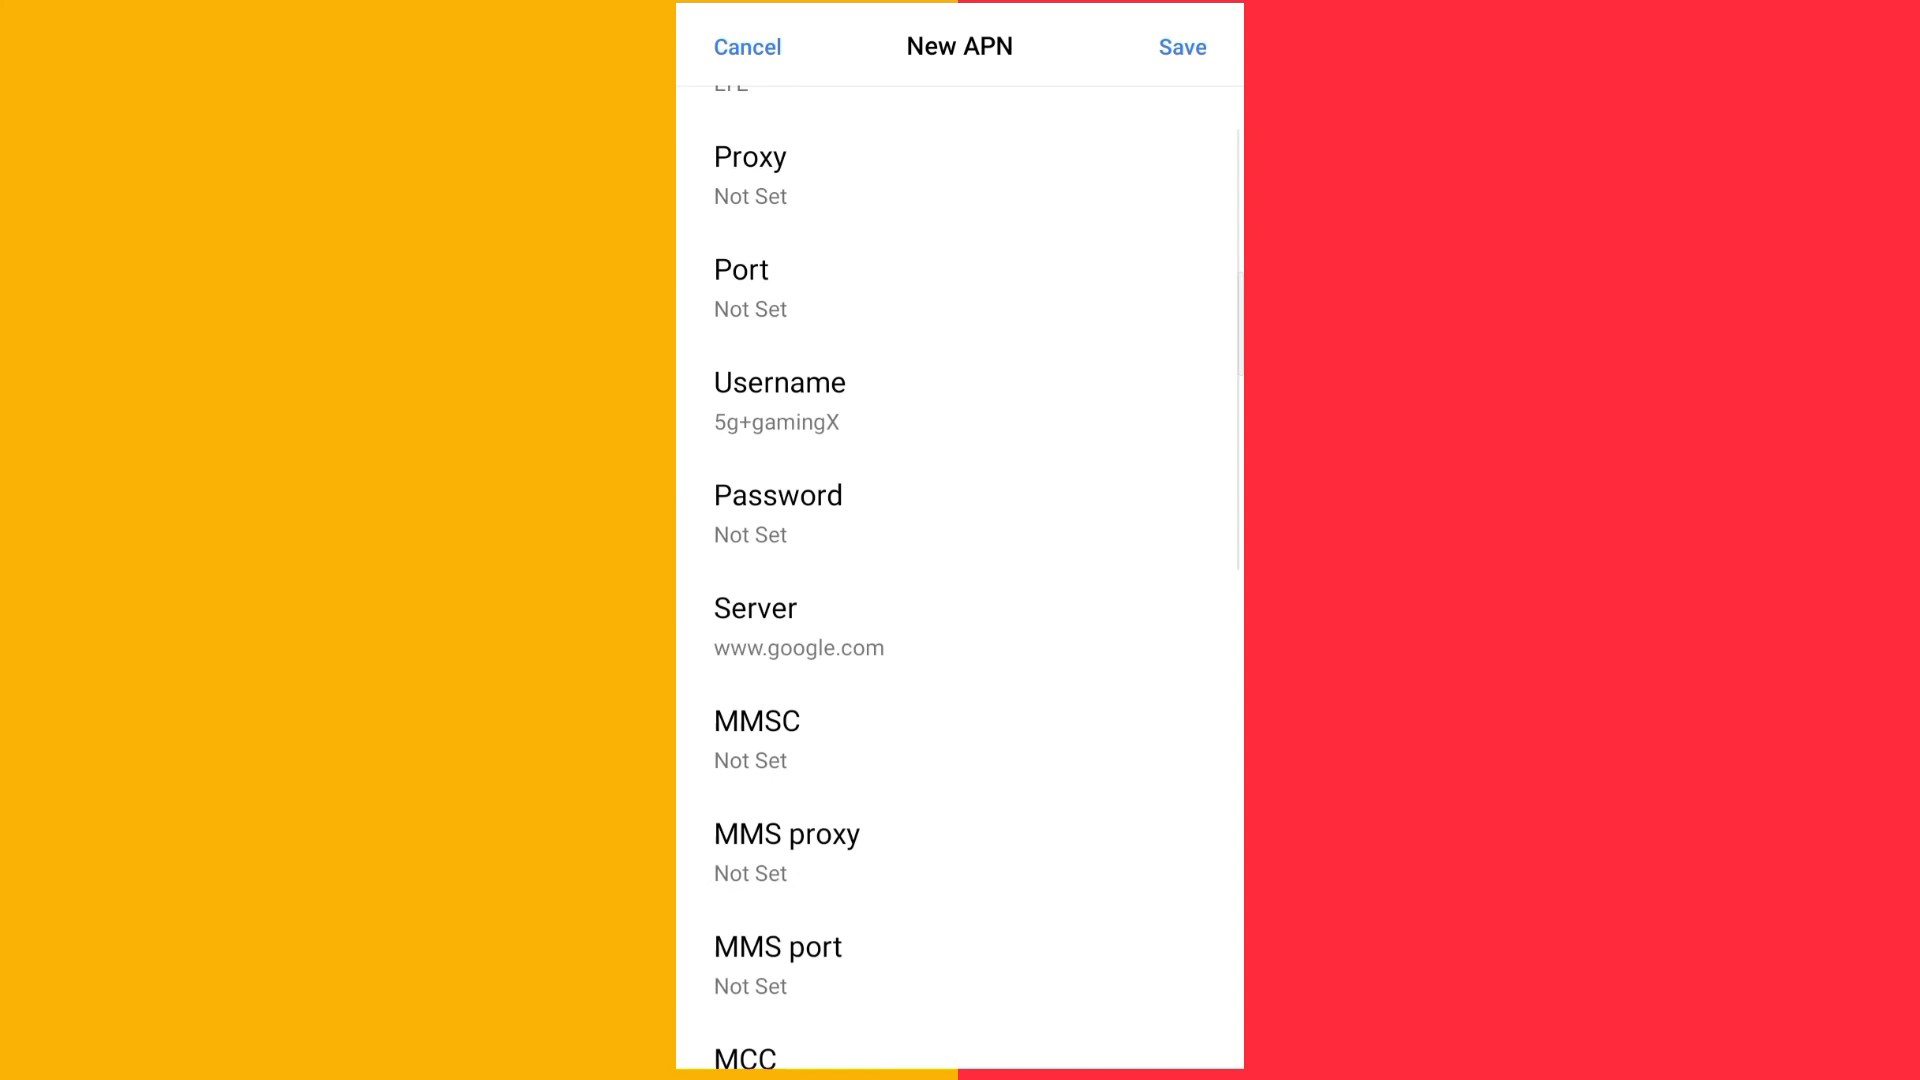 Cancel
New APN
Save
LTE
Proxy
Not Set
Port
Not Set
Username
5g+gamingX
Password
Not Set
Server
www.google.com
MMSC
Not Set
MMS proxy
Not Set
MMS port
Not Set
MCC